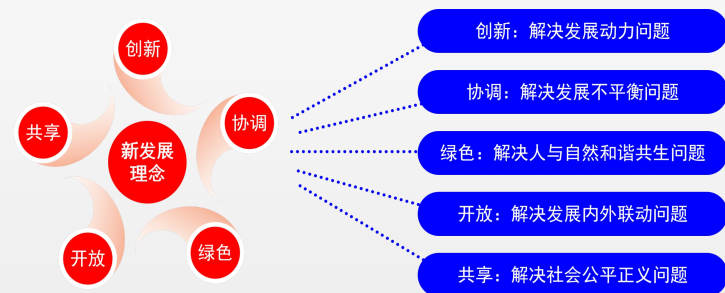 创新
共享
协调
新发展
理念
开放
绿色
创新：解决发展动力问题
协调：解决发展不平衡问题
绿色：解决人与自然和谐共生问题
开放：解决发展内外联动问题
共享：解决社会公平正义问题